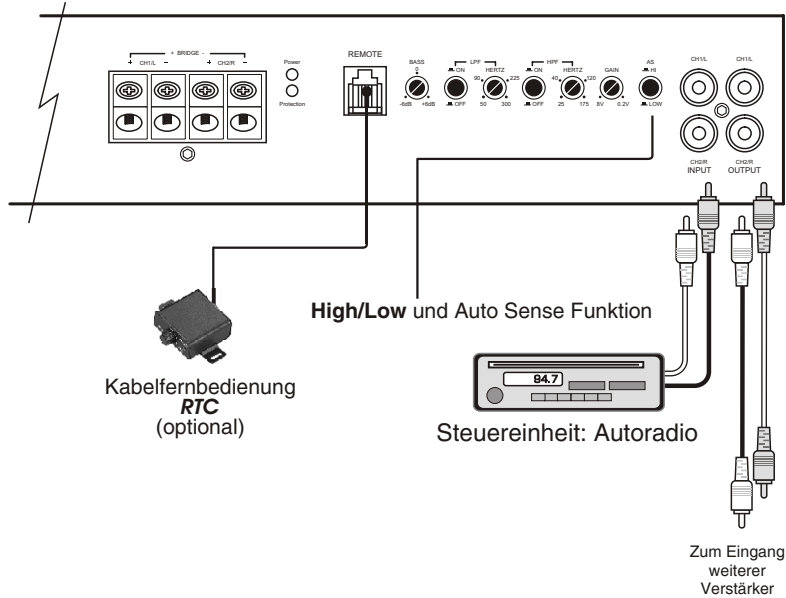 + BRIDGE -
+ CH1/L - + CH2/R -
Power
Protection
REMOTE
BASS
0
-6dB +6dB
LPF
ON HERTZ
90 225
OFF 50 300
HPF
ON HERTZ
40 120
OFF 25 175
GAIN
8V 0.2V
AS
HI
LOW
CH1/L CH1/L
CH2/R CH2/R
INPUT OUTPUT
High/Low und Auto Sense Funktion
94.7
Kabelfernbedienung
RTC
(optional)
Steuereinheit: Autoradio
Zum Eingang
weiterer
Verstärker